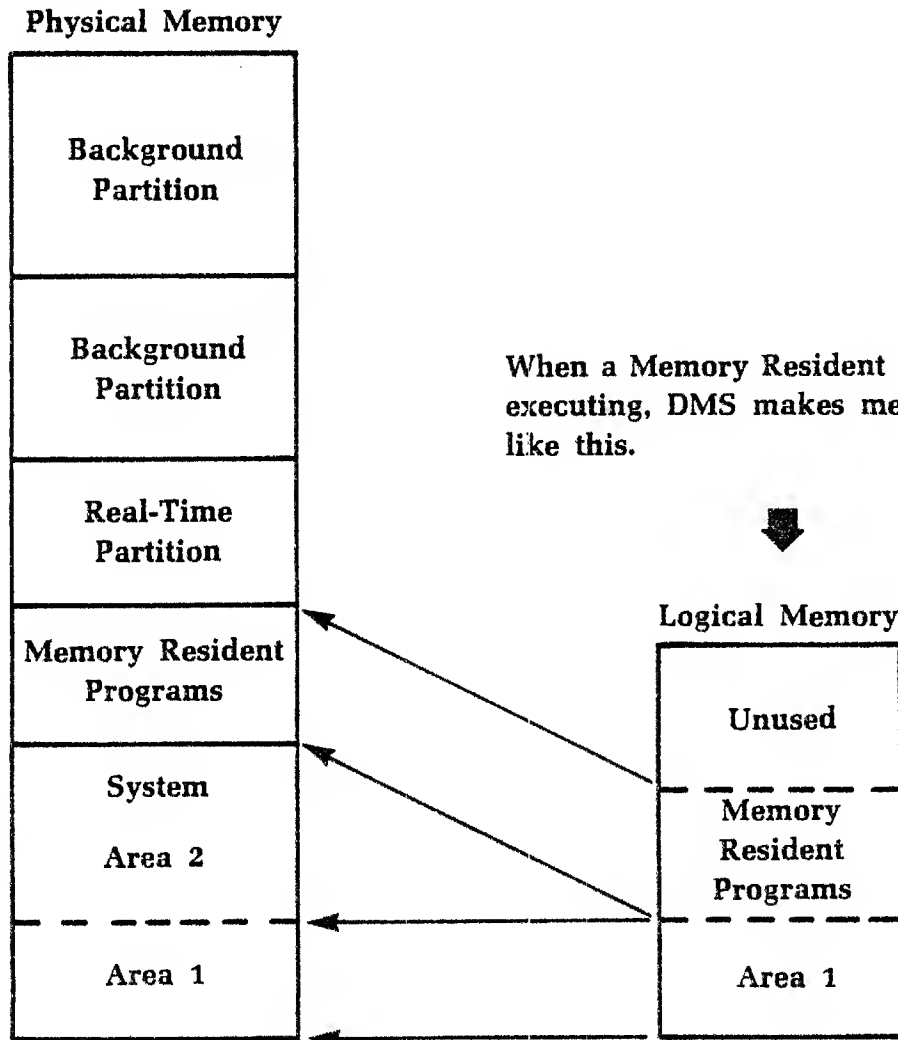 Physical Memory
Background
Partition
Background
Partition
Real-Time
Partition
Memory Resident
Programs
System
Area 2
Area 1
When a Memory Resident
executing, DMS makes me
like this.
Logical Memory
Unused
Memory
Resident
Programs
Area 1